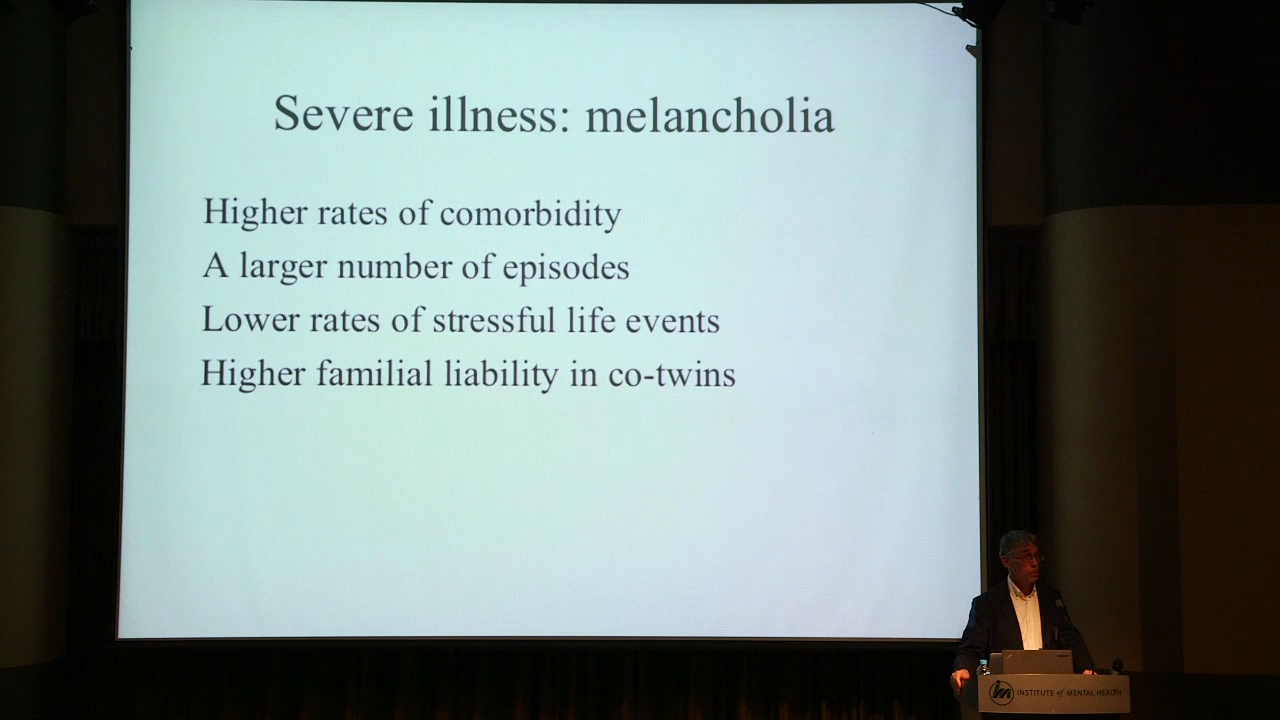 Severe illness: melancholia
Higher rates of comorbidity
A larger number of episodes
Lower rates of stressful life events
Higher familial liability in co-twins
INSTITUTE of MENTAL HEALTH